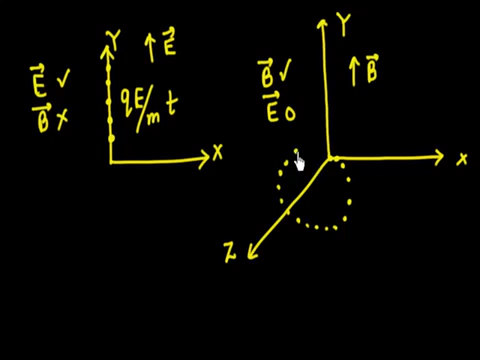 Y ↑ E⃗
E⃗ ✓
B⃗ ✗
qE/m t
X
Y
B⃗ ✓
E⃗ 0
↑ B⃗
X
Z